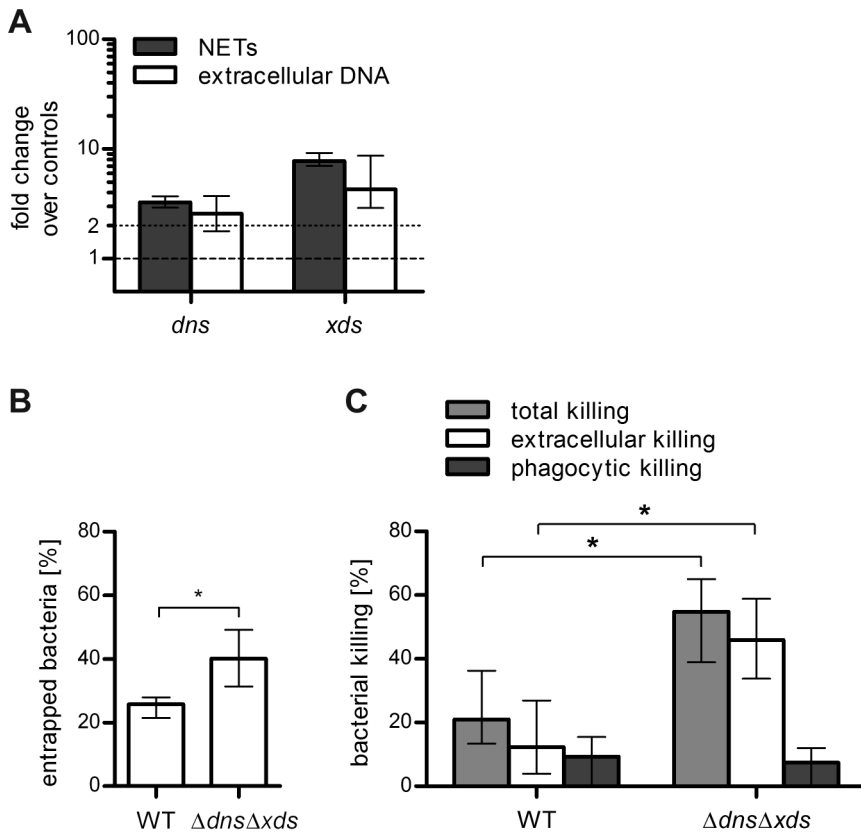 A
100
10
2
1
fold change
over controls
NETs
extracellular DNA
dns
xds
B
80
60
40
20
0
entrapped bacteria [%]
*
WT
ΔdnsΔxds
C
total killing
extracellular killing
phagocytic killing
80
60
40
20
0
bacterial killing [%]
*
*
WT
ΔdnsΔxds